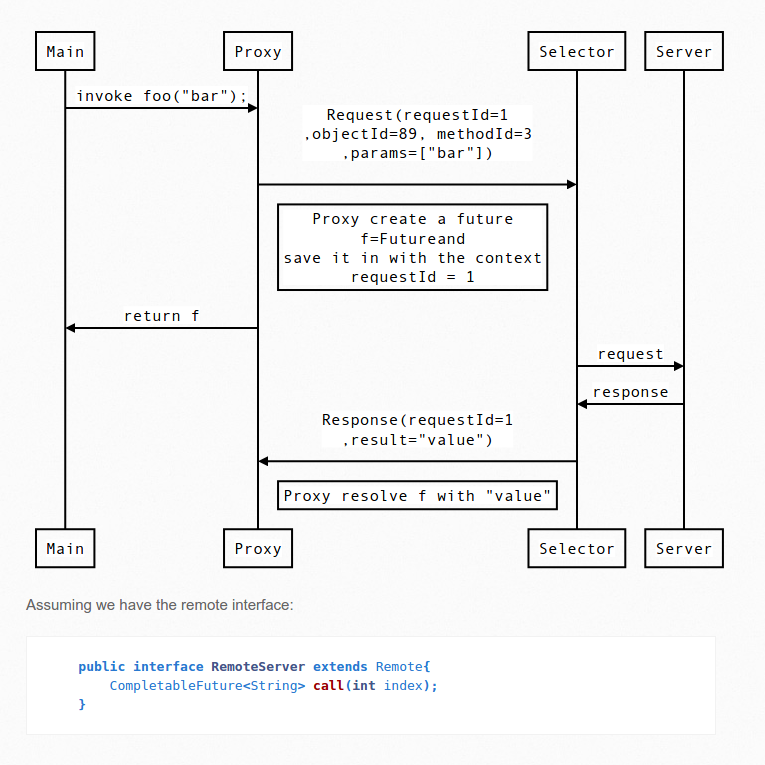 Main Proxy Selector Server
invoke foo("bar");
Request(requestId=1
,objectId=89, methodId=3
,params=["bar"])
Proxy create a future
f=Futureand
save it in with the context
requestId = 1
return f
request
response
Response(requestId=1
,result="value")
Proxy resolve f with "value"
Main Proxy Selector Server
Assuming we have the remote interface:
public interface RemoteServer extends Remote{
    CompletableFuture<String> call(int index);
}